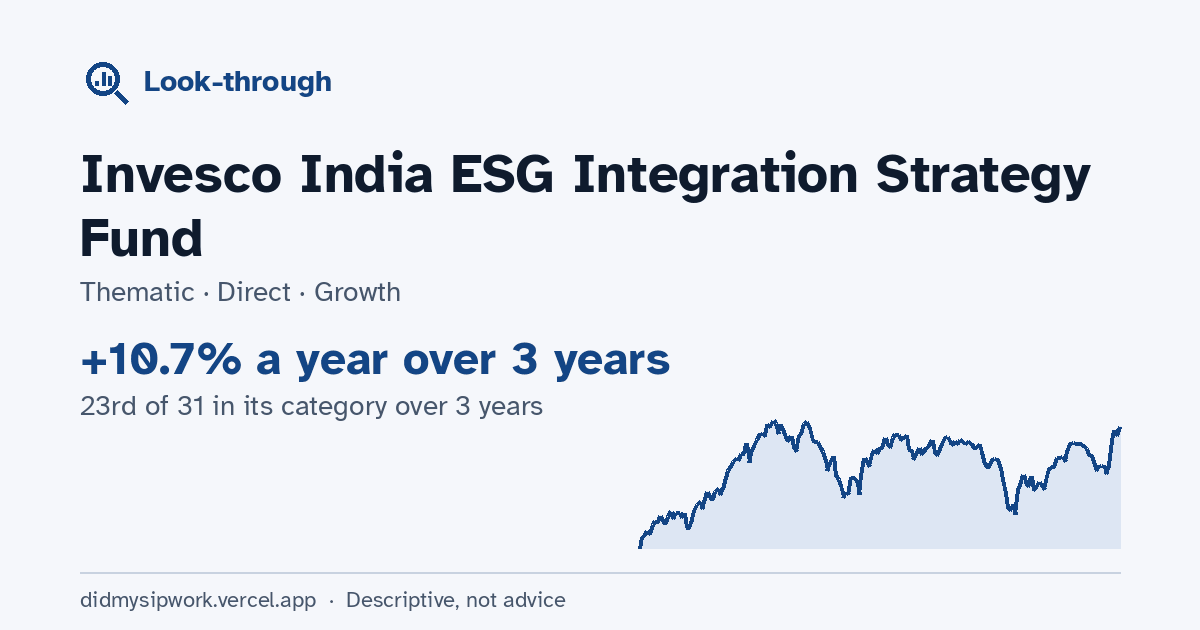 Look-through
Invesco India ESG Integration Strategy
Fund
Thematic · Direct · Growth
+10.7% a year over 3 years
23rd of 31 in its category over 3 years
didmysipwork.vercel.app · Descriptive, not advice